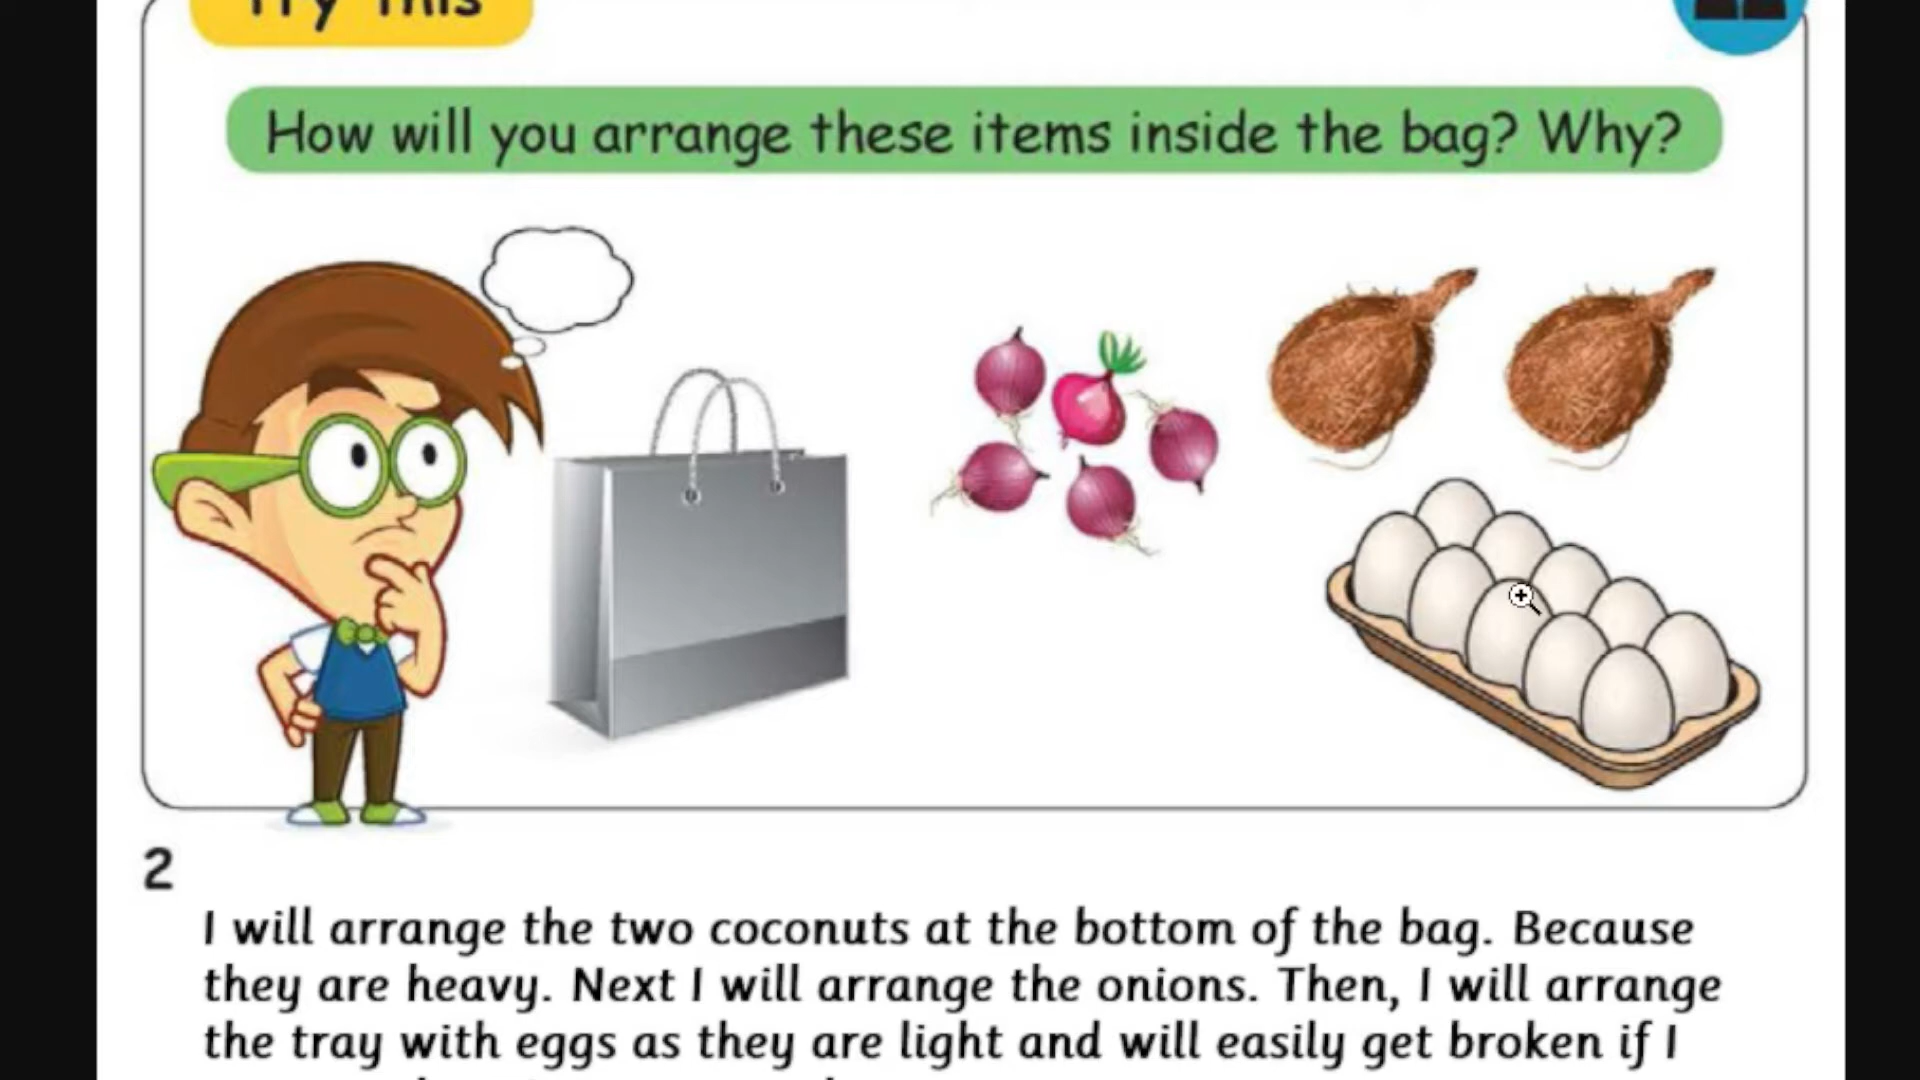 Try This
How will you arrange these items inside the bag? Why?
2
I will arrange the two coconuts at the bottom of the bag. Because
they are heavy. Next I will arrange the onions. Then, I will arrange
the tray with eggs as they are light and will easily get broken if I